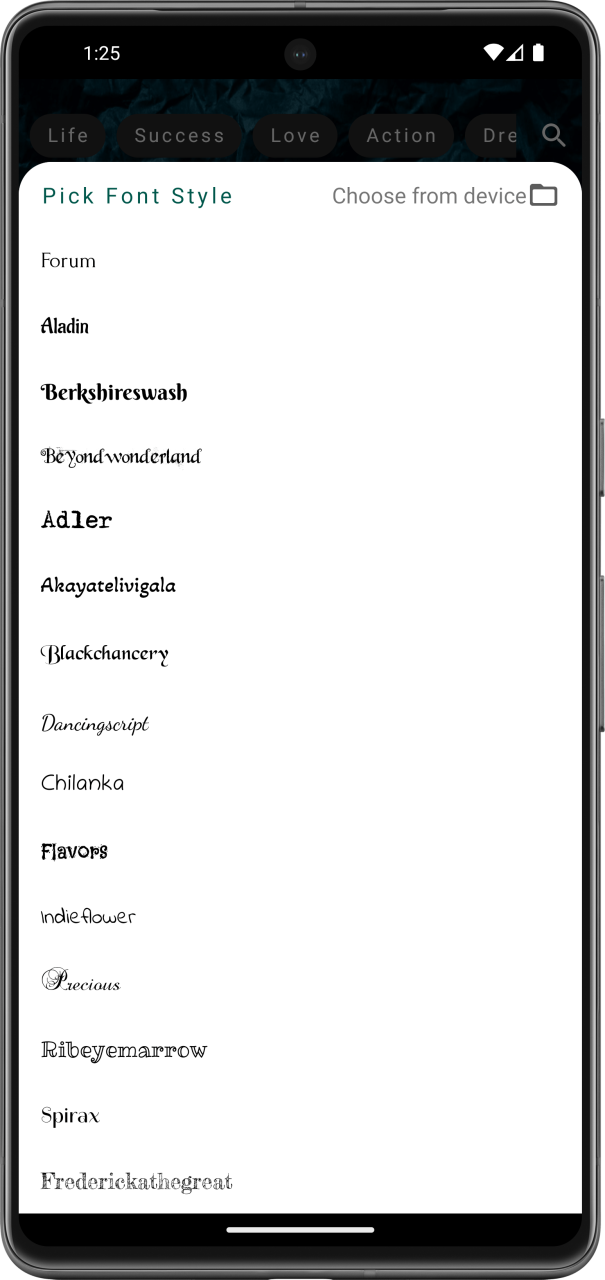 1:25
Life Success Love Action Dre
Pick Font Style Choose from device
Forum
Aladin
Berkshireswash
Beyondwonderland
Adler
Akayatelivigala
Blackchancery
Dancingscript
Chilanka
Flavors
Indieflower
Precious
Ribeyemarrow
Spirax
Frederickathegreat